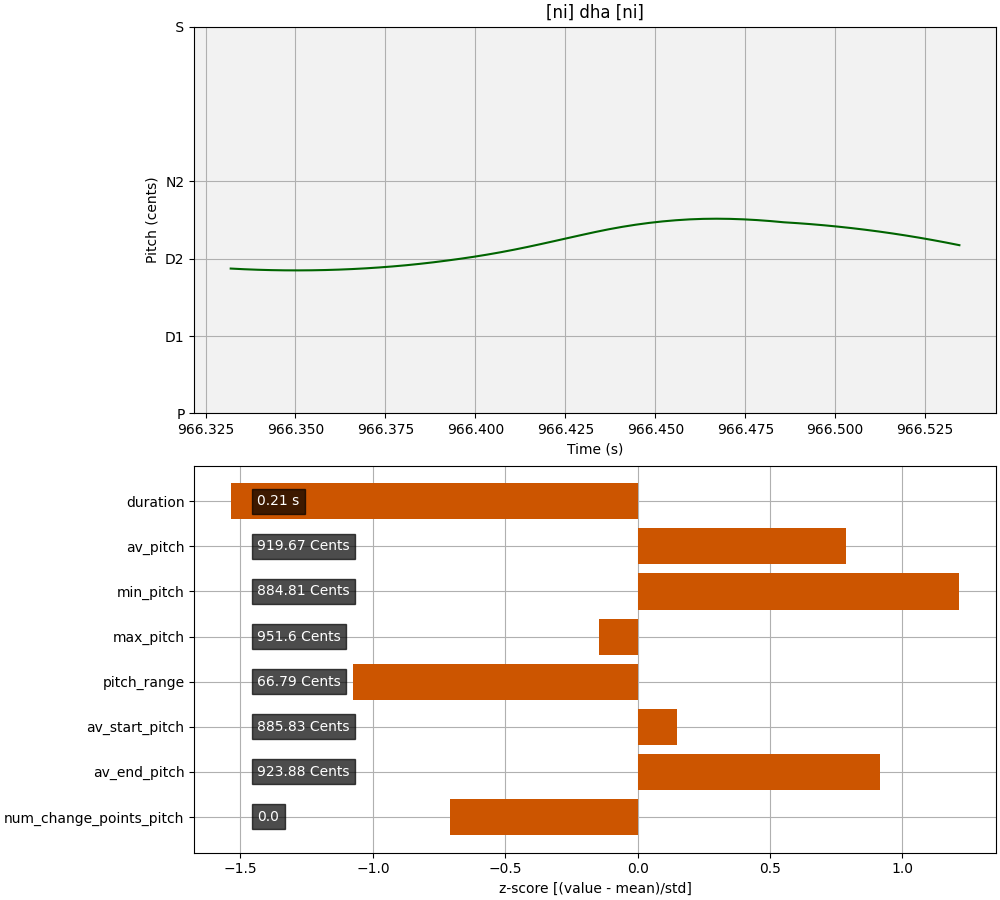 [ni] dha [ni]
S
N2
D2
D1
P
Pitch (cents)
966.325 966.350 966.375 966.400 966.425 966.450 966.475 966.500 966.525
Time (s)
duration 0.21 s
av_pitch 919.67 Cents
min_pitch 884.81 Cents
max_pitch 951.6 Cents
pitch_range 66.79 Cents
av_start_pitch 885.83 Cents
av_end_pitch 923.88 Cents
num_change_points_pitch 0.0
−1.5 −1.0 −0.5 0.0 0.5 1.0
z-score [(value - mean)/std]